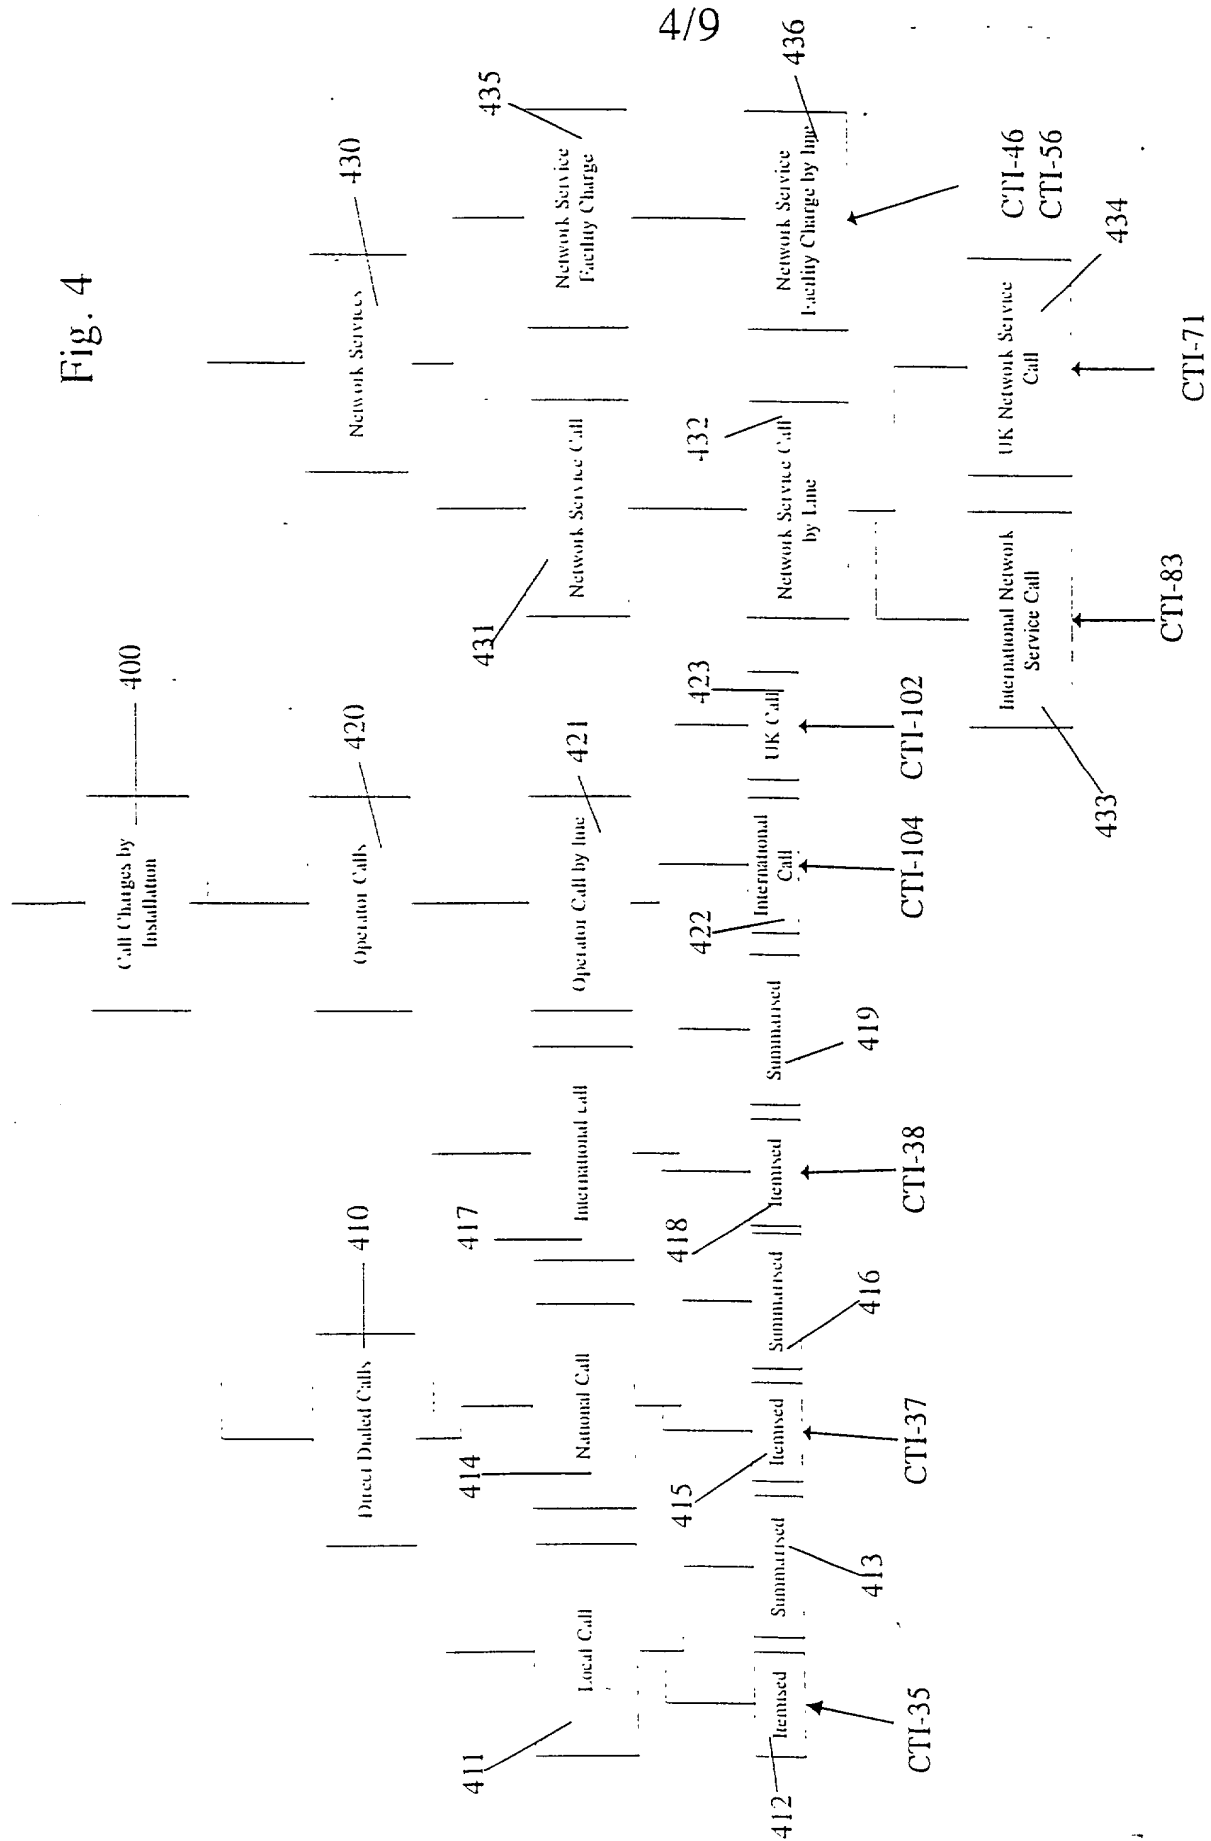 4/9
Fig. 4
400
Call Charges by
Installation
410
Direct Dialed Calls
420
Operator Calls
430
Network Services
411
Local Call
414
National Call
417
International call
421
Operator Call by line
431
Network Service Call
435
Network Service
Facility Charge
412
Itemised
413
Summarised
415
Itemised
416
Summarised
418
Itemised
419
Summarised
422
International
Call
423
UK Call
432
Network Service Call
by Line
436
Network Service
Facility Charge by line
CTI-35
CTI-37
CTI-38
CTI-104
CTI-102
CTI-46
CTI-56
433
International Network
Service Call
434
UK Network Service
Call
CTI-83
CTI-71